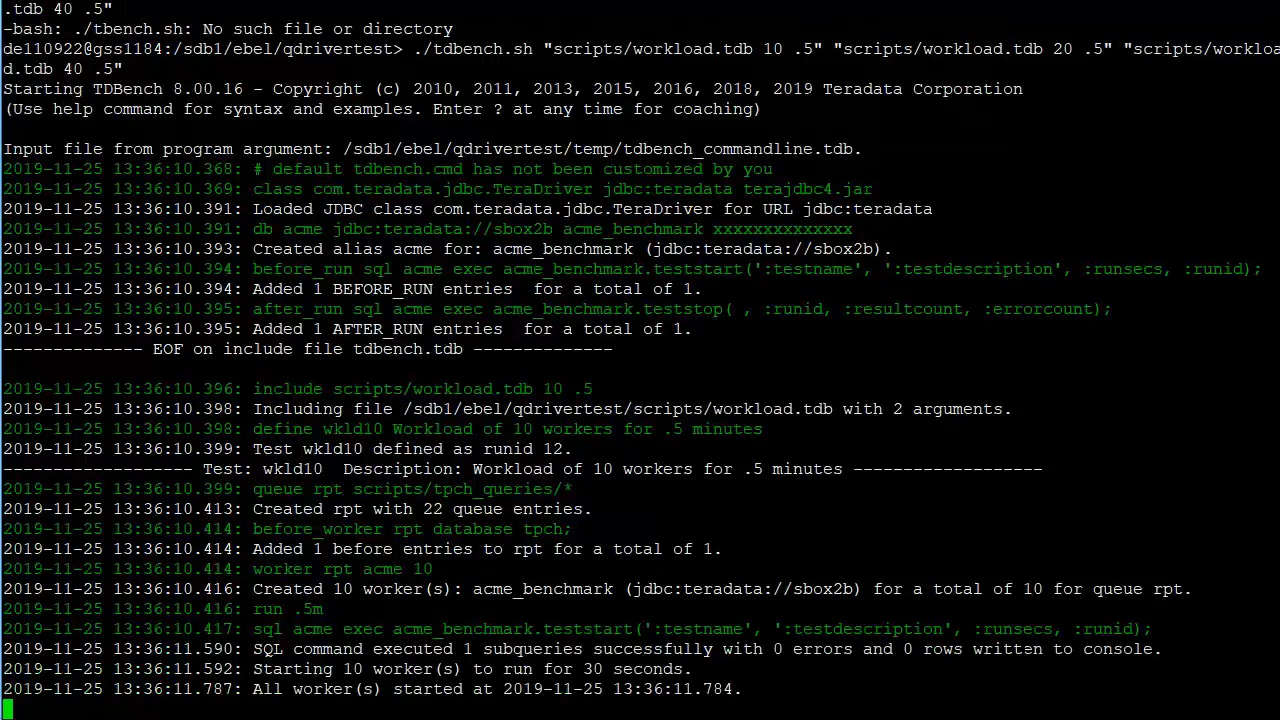 .tdb 40 .5"
-bash: ./tbench.sh: No such file or directory
de110922@gss1184:/sdb1/ebel/qdrivertest> ./tdbench.sh "scripts/workload.tdb 10 .5" "scripts/workload.tdb 20 .5" "scripts/workloa
d.tdb 40 .5"
Starting TDBench 8.00.16 - Copyright (c) 2010, 2011, 2013, 2015, 2016, 2018, 2019 Teradata Corporation
(Use help command for syntax and examples. Enter ? at any time for coaching)
Input file from program argument: /sdb1/ebel/qdrivertest/temp/tdbench_commandline.tdb.
2019-11-25 13:36:10.368: # default tdbench.cmd has not been customized by you
2019-11-25 13:36:10.369: class com.teradata.jdbc.TeraDriver jdbc:teradata terajdbc4.jar
2019-11-25 13:36:10.391: Loaded JDBC class com.teradata.jdbc.TeraDriver for URL jdbc:teradata
2019-11-25 13:36:10.391: db acme jdbc:teradata://sbox2b acme_benchmark xxxxxxxxxxxxxx
2019-11-25 13:36:10.393: Created alias acme for: acme_benchmark (jdbc:teradata://sbox2b).
2019-11-25 13:36:10.394: before_run sql acme exec acme_benchmark.teststart(':testname', ':testdescription', :runsecs, :runid);
2019-11-25 13:36:10.394: Added 1 BEFORE_RUN entries  for a total of 1.
2019-11-25 13:36:10.395: after_run sql acme exec acme_benchmark.teststop( , :runid, :resultcount, :errorcount);
2019-11-25 13:36:10.395: Added 1 AFTER_RUN entries  for a total of 1.
-------------- EOF on include file tdbench.tdb --------------
2019-11-25 13:36:10.396: include scripts/workload.tdb 10 .5
2019-11-25 13:36:10.398: Including file /sdb1/ebel/qdrivertest/scripts/workload.tdb with 2 arguments.
2019-11-25 13:36:10.398: define wkld10 Workload of 10 workers for .5 minutes
2019-11-25 13:36:10.399: Test wkld10 defined as runid 12.
------------------- Test: wkld10  Description: Workload of 10 workers for .5 minutes -------------------
2019-11-25 13:36:10.399: queue rpt scripts/tpch_queries/*
2019-11-25 13:36:10.413: Created rpt with 22 queue entries.
2019-11-25 13:36:10.414: before_worker rpt database tpch;
2019-11-25 13:36:10.414: Added 1 before entries to rpt for a total of 1.
2019-11-25 13:36:10.414: worker rpt acme 10
2019-11-25 13:36:10.416: Created 10 worker(s): acme_benchmark (jdbc:teradata://sbox2b) for a total of 10 for queue rpt.
2019-11-25 13:36:10.416: run .5m
2019-11-25 13:36:10.417: sql acme exec acme_benchmark.teststart(':testname', ':testdescription', :runsecs, :runid);
2019-11-25 13:36:11.590: SQL command executed 1 subqueries successfully with 0 errors and 0 rows written to console.
2019-11-25 13:36:11.592: Starting 10 worker(s) to run for 30 seconds.
2019-11-25 13:36:11.787: All worker(s) started at 2019-11-25 13:36:11.784.